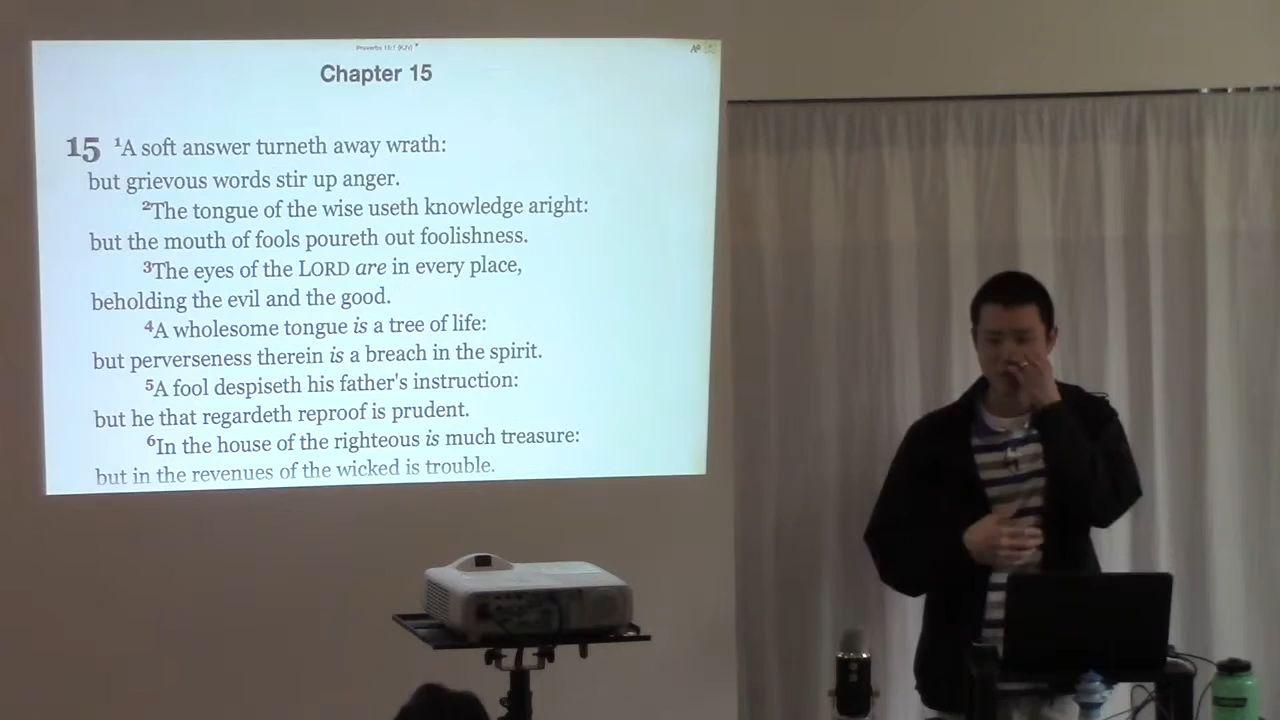 Proverbs 15:1 (KJV)
Chapter 15
15 ¹A soft answer turneth away wrath:
but grievous words stir up anger.
²The tongue of the wise useth knowledge aright:
but the mouth of fools poureth out foolishness.
³The eyes of the LORD are in every place,
beholding the evil and the good.
⁴A wholesome tongue is a tree of life:
but perverseness therein is a breach in the spirit.
⁵A fool despiseth his father's instruction:
but he that regardeth reproof is prudent.
⁶In the house of the righteous is much treasure:
but in the revenues of the wicked is trouble.